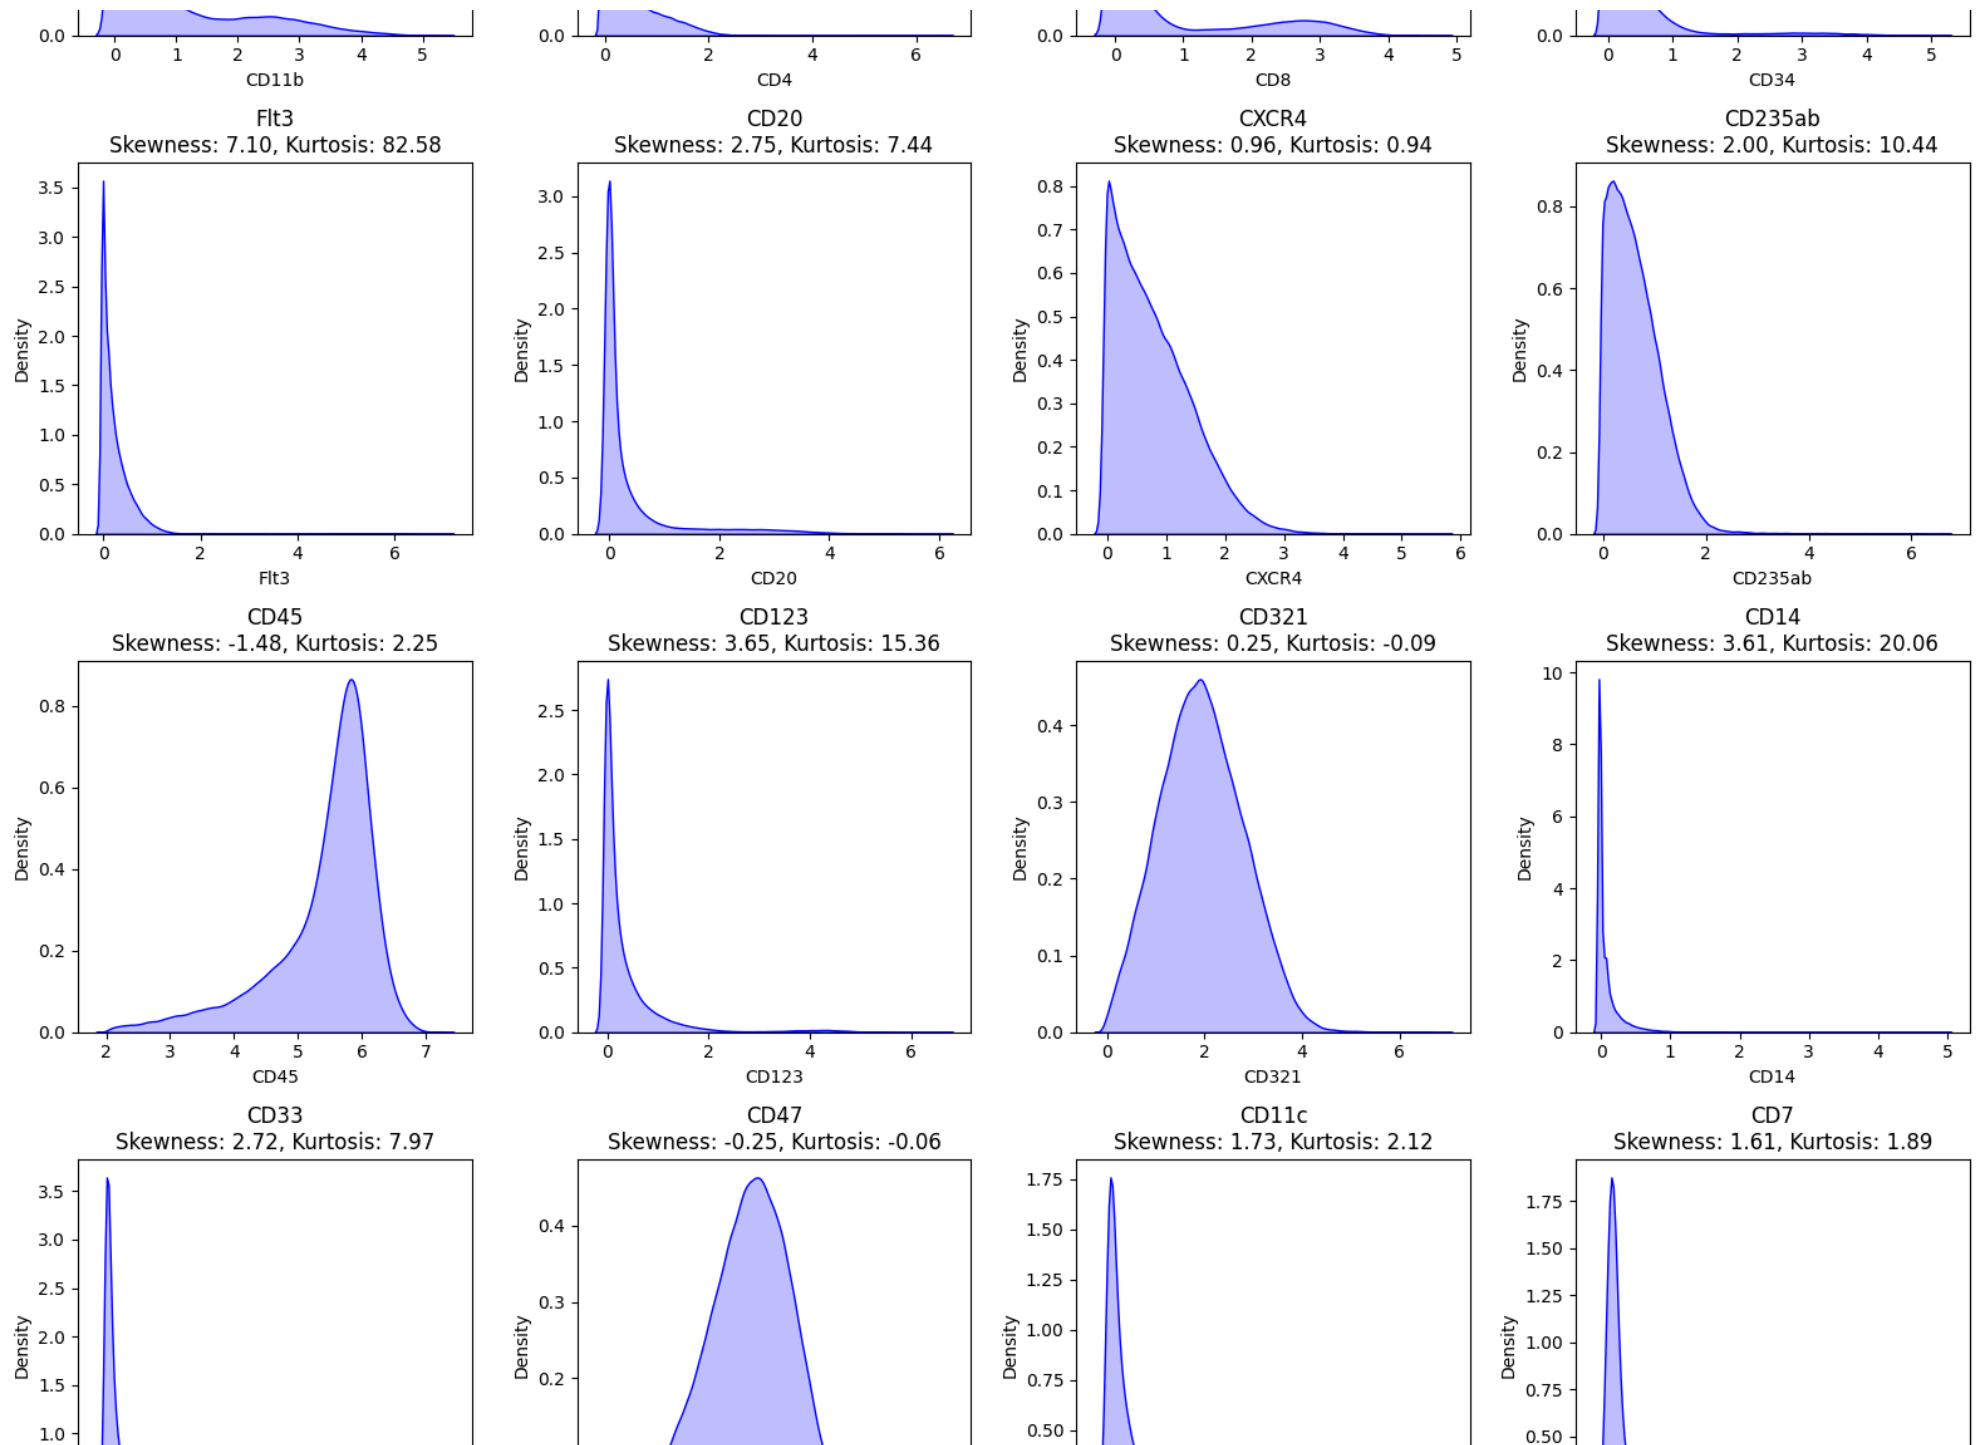 0.0
0 1 2 3 4 5
CD11b
0.0
0 2 4 6
CD4
0.0
0 1 2 3 4 5
CD8
0.0
0 1 2 3 4 5
CD34
Flt3
Skewness: 7.10, Kurtosis: 82.58
3.5
3.0
2.5
2.0
1.5
1.0
0.5
0.0
Density
0 2 4 6
Flt3
CD20
Skewness: 2.75, Kurtosis: 7.44
3.0
2.5
2.0
1.5
1.0
0.5
0.0
Density
0 2 4 6
CD20
CXCR4
Skewness: 0.96, Kurtosis: 0.94
0.8
0.7
0.6
0.5
0.4
0.3
0.2
0.1
0.0
Density
0 1 2 3 4 5 6
CXCR4
CD235ab
Skewness: 2.00, Kurtosis: 10.44
0.8
0.6
0.4
0.2
0.0
Density
0 2 4 6
CD235ab
CD45
Skewness: -1.48, Kurtosis: 2.25
0.8
0.6
0.4
0.2
0.0
Density
2 3 4 5 6 7
CD45
CD123
Skewness: 3.65, Kurtosis: 15.36
2.5
2.0
1.5
1.0
0.5
0.0
Density
0 2 4 6
CD123
CD321
Skewness: 0.25, Kurtosis: -0.09
0.4
0.3
0.2
0.1
0.0
Density
0 2 4 6
CD321
CD14
Skewness: 3.61, Kurtosis: 20.06
10
8
6
4
2
0
Density
0 1 2 3 4 5
CD14
CD33
Skewness: 2.72, Kurtosis: 7.97
3.5
3.0
2.5
2.0
1.5
1.0
Density
CD47
Skewness: -0.25, Kurtosis: -0.06
0.4
0.3
0.2
Density
CD11c
Skewness: 1.73, Kurtosis: 2.12
1.75
1.50
1.25
1.00
0.75
0.50
Density
CD7
Skewness: 1.61, Kurtosis: 1.89
1.75
1.50
1.25
1.00
0.75
0.50
Density